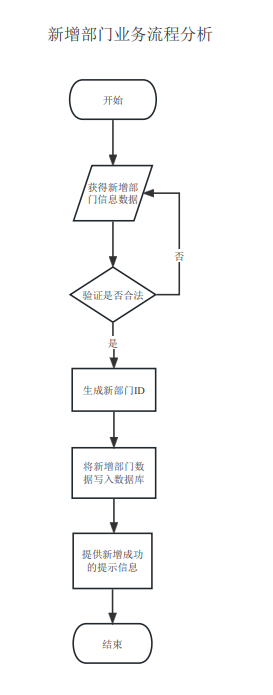 新增部门业务流程分析
开始
获得新增部
门信息数据
验证是否合法
否
是
生成新部门ID
将新增部门数
据写入数据库
提供新增成功
的提示信息
结束